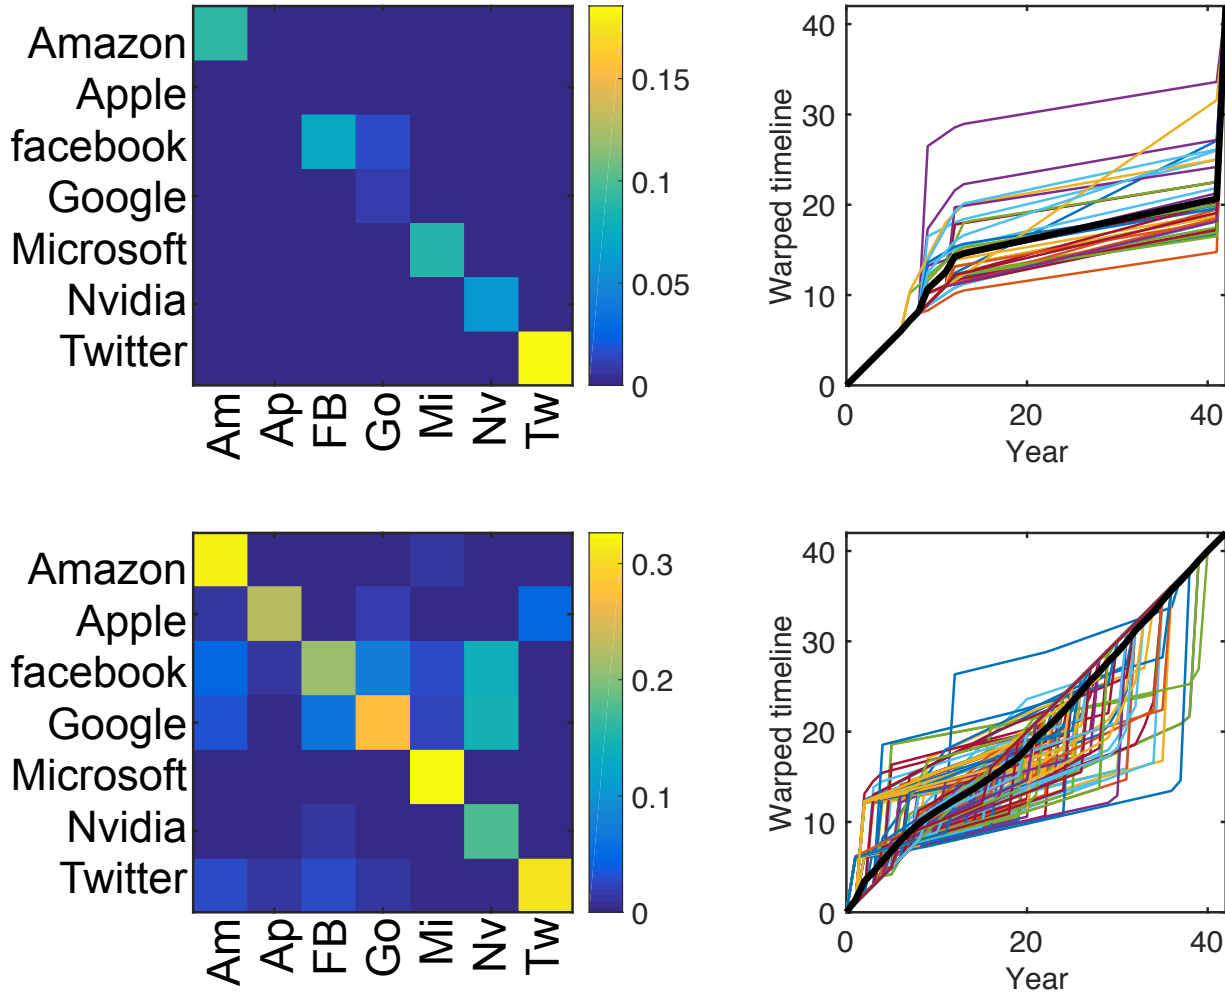 Amazon
Apple
facebook
Google
Microsoft
Nvidia
Twitter
Am
Ap
FB
Go
Mi
Nv
Tw
0.15
0.1
0.05
0
Warped timeline
40
30
20
10
0
0 20 40
Year
Amazon
Apple
facebook
Google
Microsoft
Nvidia
Twitter
Am
Ap
FB
Go
Mi
Nv
Tw
0.3
0.2
0.1
0
Warped timeline
40
30
20
10
0
0 20 40
Year